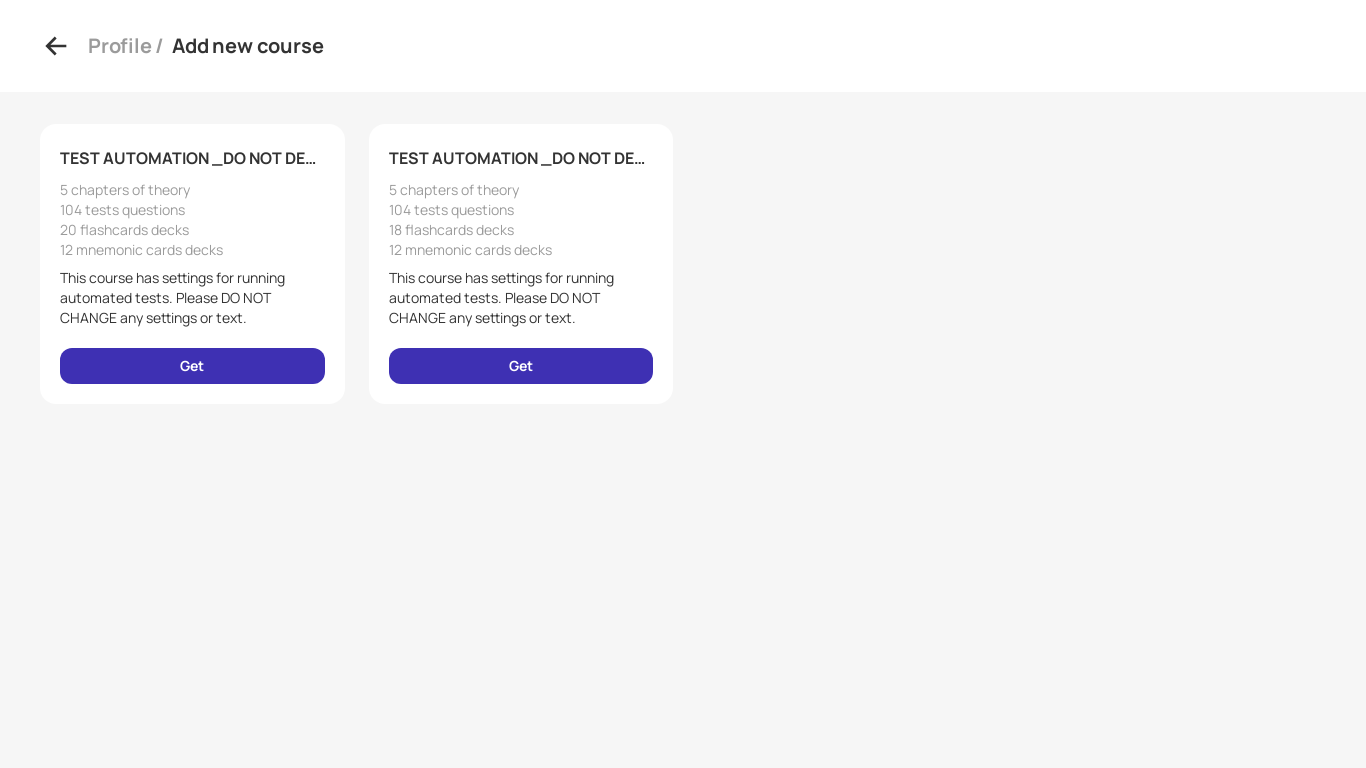 Profile / Add new course
TEST AUTOMATION _DO NOT DE...
5 chapters of theory
104 tests questions
20 flashcards decks
12 mnemonic cards decks
This course has settings for running
automated tests. Please DO NOT
CHANGE any settings or text.
Get
TEST AUTOMATION _DO NOT DE...
5 chapters of theory
104 tests questions
18 flashcards decks
12 mnemonic cards decks
This course has settings for running
automated tests. Please DO NOT
CHANGE any settings or text.
Get